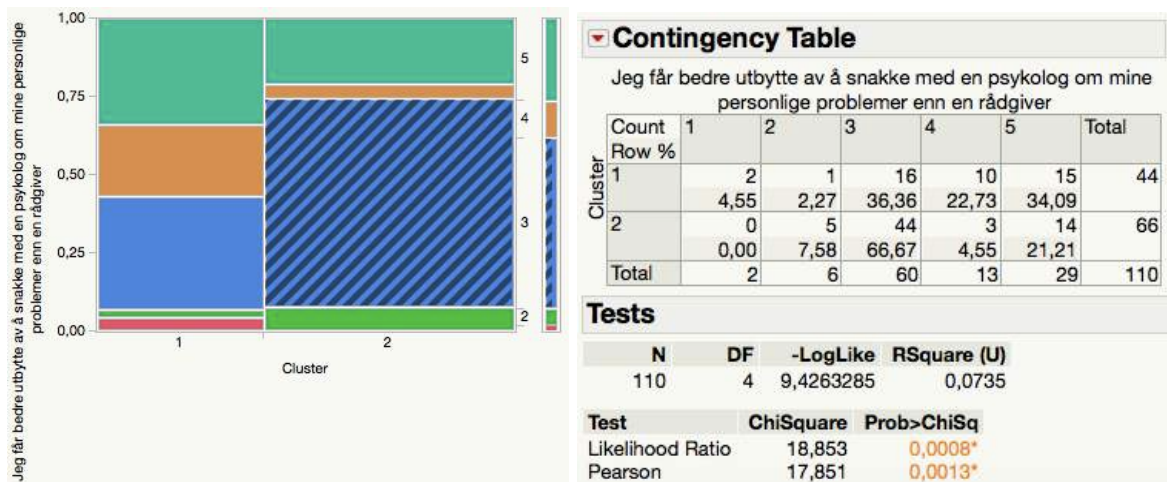 Jeg får bedre utbytte av å snakke med en psykolog om mine personlige
problemer enn en rådgiver
1,00
0,75
0,50
0,25
0,00
5
4
3
2
1
2
Cluster
Contingency Table
Jeg får bedre utbytte av å snakke med en psykolog om mine
personlige problemer enn en rådgiver
Count 1 2 3 4 5 Total
Row %
Cluster
1 2 1 16 10 15 44
4,55 2,27 36,36 22,73 34,09
2 0 5 44 3 14 66
0,00 7,58 66,67 4,55 21,21
Total 2 6 60 13 29 110
Tests
N DF -LogLike RSquare (U)
110 4 9,4263285 0,0735
Test ChiSquare Prob>ChiSq
Likelihood Ratio 18,853 0,0008*
Pearson 17,851 0,0013*